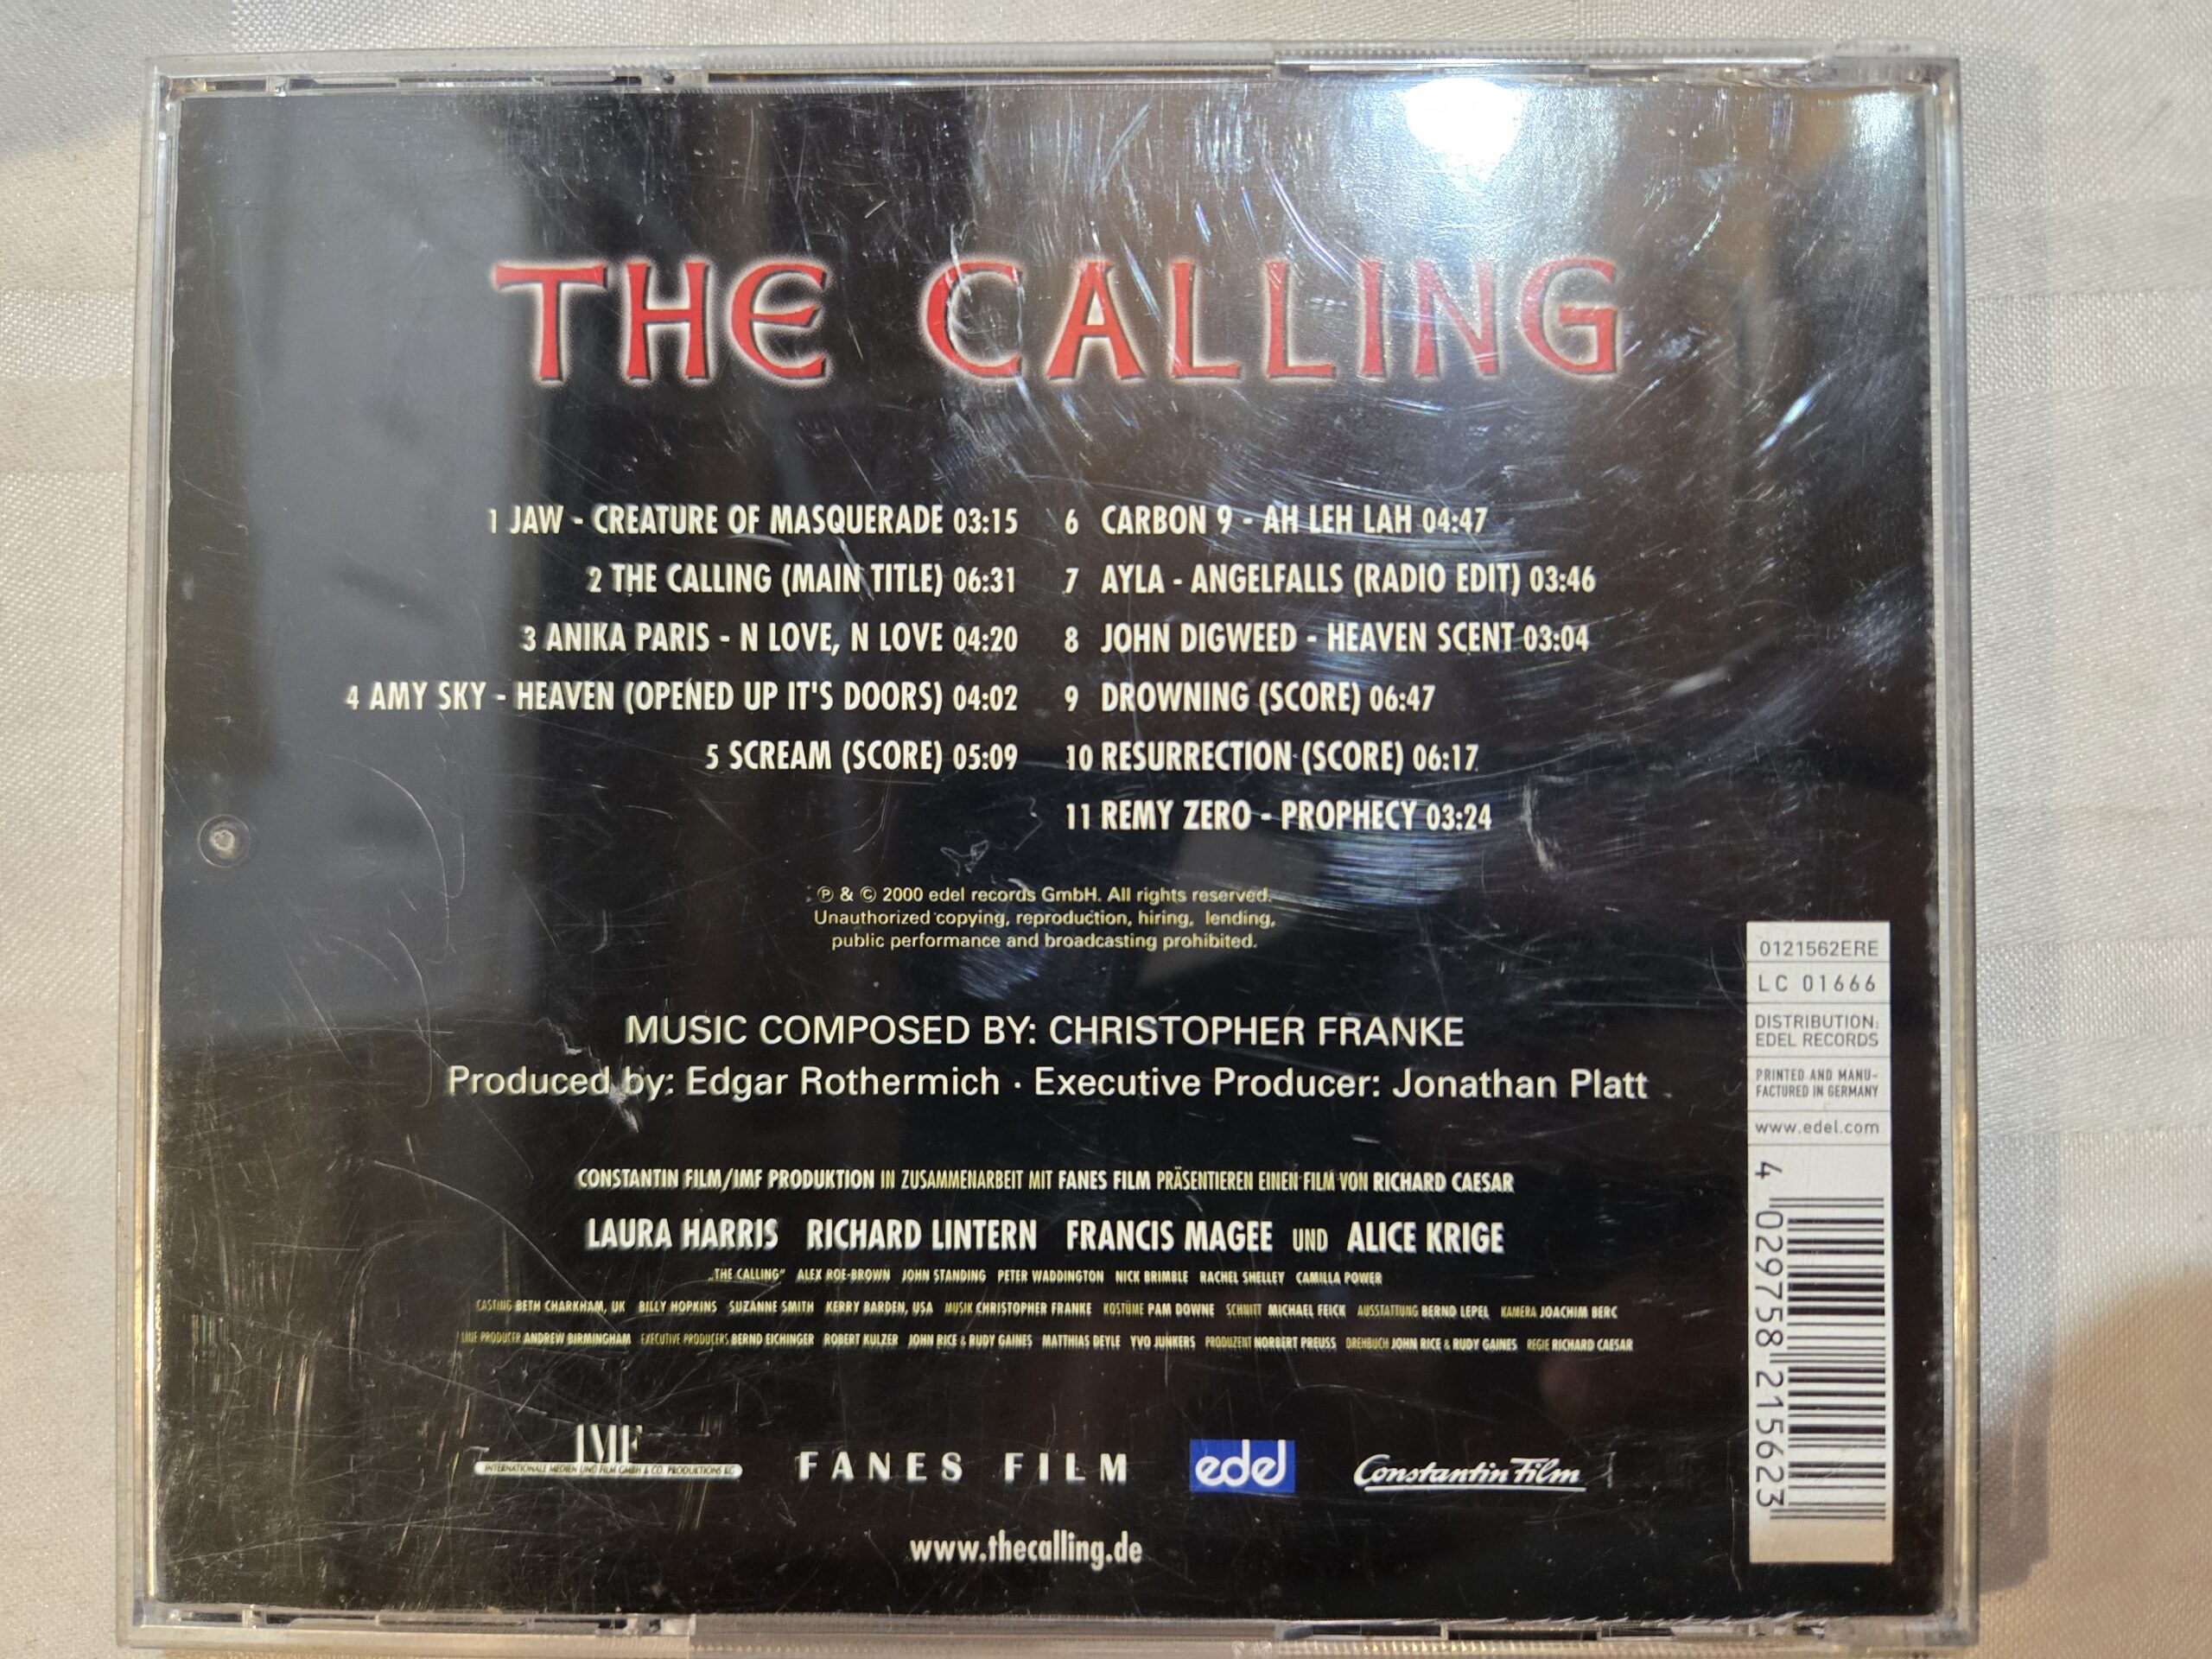 THE CALLING
1 JAW - CREATURE OF MASQUERADE 03:15
2 THE CALLING (MAIN TITLE) 06:31
3 ANIKA PARIS - N LOVE, N LOVE 04:20
4 AMY SKY - HEAVEN (OPENED UP IT'S DOORS) 04:02
5 SCREAM (SCORE) 05:09
6 CARBON 9 - AH LEH LAH 04:47
7 AYLA - ANGELFALLS (RADIO EDIT) 03:46
8 JOHN DIGWEED - HEAVEN SCENT 03:04
9 DROWNING (SCORE) 06:47
10 RESURRECTION (SCORE) 06:17
11 REMY ZERO - PROPHECY 03:24
℗ & © 2000 edel records GmbH. All rights reserved.
Unauthorized copying, reproduction, hiring, lending,
public performance and broadcasting prohibited.
MUSIC COMPOSED BY: CHRISTOPHER FRANKE
Produced by: Edgar Rothermich · Executive Producer: Jonathan Platt
CONSTANTIN FILM/IMF PRODUKTION IN ZUSAMMENARBEIT MIT FANES FILM PRÄSENTIEREN EINEN FILM VON RICHARD CAESAR
LAURA HARRIS RICHARD LINTERN FRANCIS MAGEE UND ALICE KRIGE
„THE CALLING" ALEX ROE-BROWN JOHN STANDING PETER WADDINGTON NICK BRIMBLE RACHEL SHELLEY CAMILLA POWER
CASTING BETH CHARKHAM, UK BILLY HOPKINS SUZANNE SMITH KERRY BARDEN, USA MUSIK CHRISTOPHER FRANKE KOSTÜME PAM DOWNE SCHNITT MICHAEL FEICK AUSSTATTUNG BERND LEPEL KAMERA JOACHIM BERC
LINE PRODUCER ANDREW BIRMINGHAM EXECUTIVE PRODUCERS BERND EICHINGER ROBERT KULZER JOHN RICE & RUDY GAINES MATTHIAS DEYLE YVO JUNKERS PRODUZENT NORBERT PREUSS DREHBUCH JOHN RICE & RUDY GAINES REGIE RICHARD CAESAR
IMF
INTERNATIONALE MEDIEN UND FILM GMBH & CO. PRODUKTIONS KG
FANES FILM
edel
Constantin Film
www.thecalling.de
0121562ERE
LC 01666
DISTRIBUTION:
EDEL RECORDS
PRINTED AND MANU-
FACTURED IN GERMANY
www.edel.com
4 029758 215623